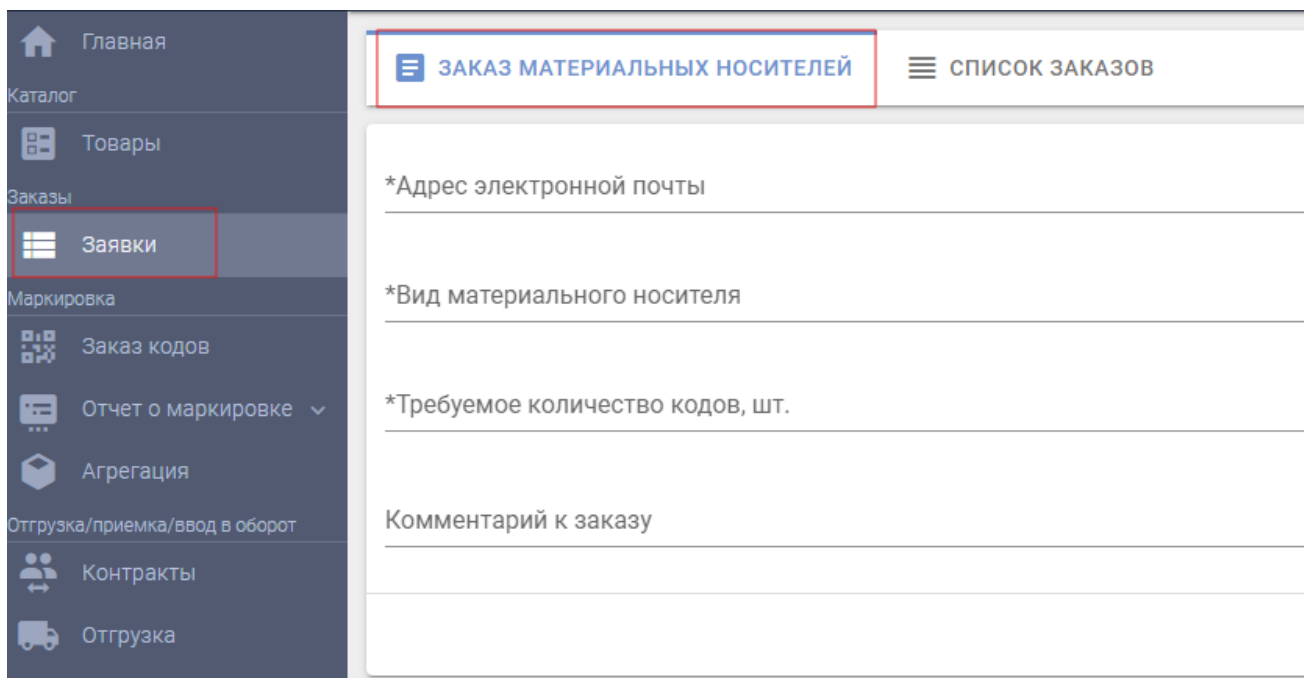 Главная
Каталог
Товары
Заказы
Заявки
Маркировка
Заказ кодов
Отчет о маркировке
Агрегация
Отгрузка/приемка/ввод в оборот
Контракты
Отгрузка
ЗАКАЗ МАТЕРИАЛЬНЫХ НОСИТЕЛЕЙ
СПИСОК ЗАКАЗОВ
*Адрес электронной почты
*Вид материального носителя
*Требуемое количество кодов, шт.
Комментарий к заказу